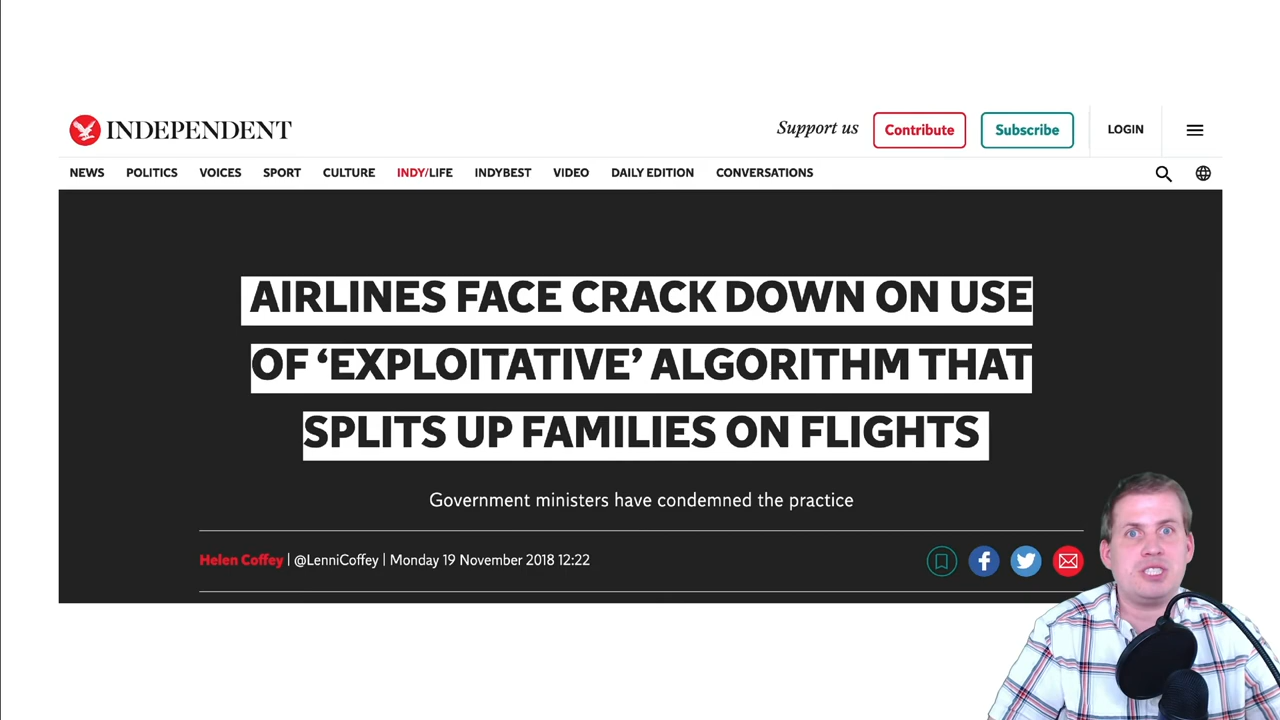 INDEPENDENT
Support us
Contribute
Subscribe
LOGIN
NEWS POLITICS VOICES SPORT CULTURE INDY/LIFE INDYBEST VIDEO DAILY EDITION CONVERSATIONS
AIRLINES FACE CRACK DOWN ON USE
OF ‘EXPLOITATIVE’ ALGORITHM THAT
SPLITS UP FAMILIES ON FLIGHTS
Government ministers have condemned the practice
Helen Coffey | @LenniCoffey | Monday 19 November 2018 12:22